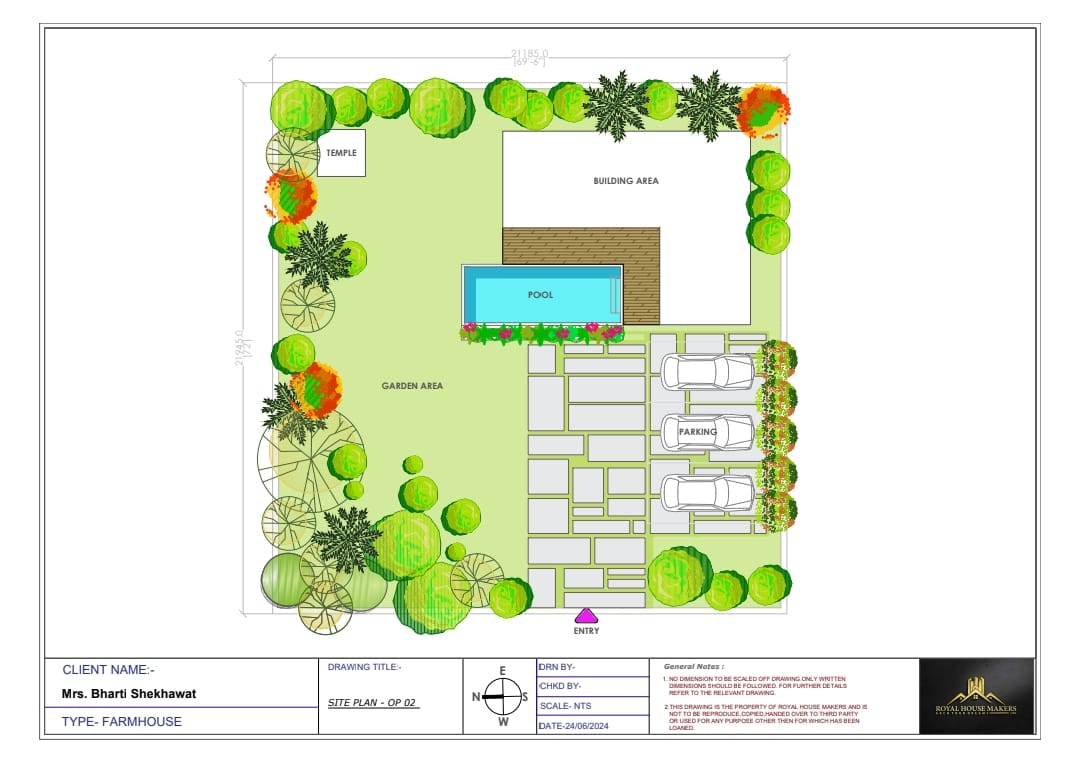 21185.0
[69'-6"]
TEMPLE
BUILDING AREA
POOL
21945.0
[72']
GARDEN AREA
PARKING
ENTRY
CLIENT NAME:-
Mrs. Bharti Shekhawat
TYPE- FARMHOUSE
DRAWING TITLE:-
SITE PLAN - OP 02
E
N
S
W
DRN BY-
CHKD BY-
SCALE- NTS
DATE-24/06/2024
General Notes :
1. NO DIMENSION TO BE SCALED OFF DRAWING.ONLY WRITTEN
DIMENSIONS SHOULD BE FOLLOWED. FOR FURTHER DETAILS
REFER TO THE RELEVANT DRAWING.
2.THIS DRAWING IS THE PROPERTY OF ROYAL HOUSE MAKERS AND IS
NOT TO BE REPRODUCE,COPIED,HANDED OVER TO THIRD PARTY
OR USED FOR ANY PURPOSE OTHER THEN FOR WHICH HAS BEEN
LOANED.
ROYAL HOUSE MAKERS